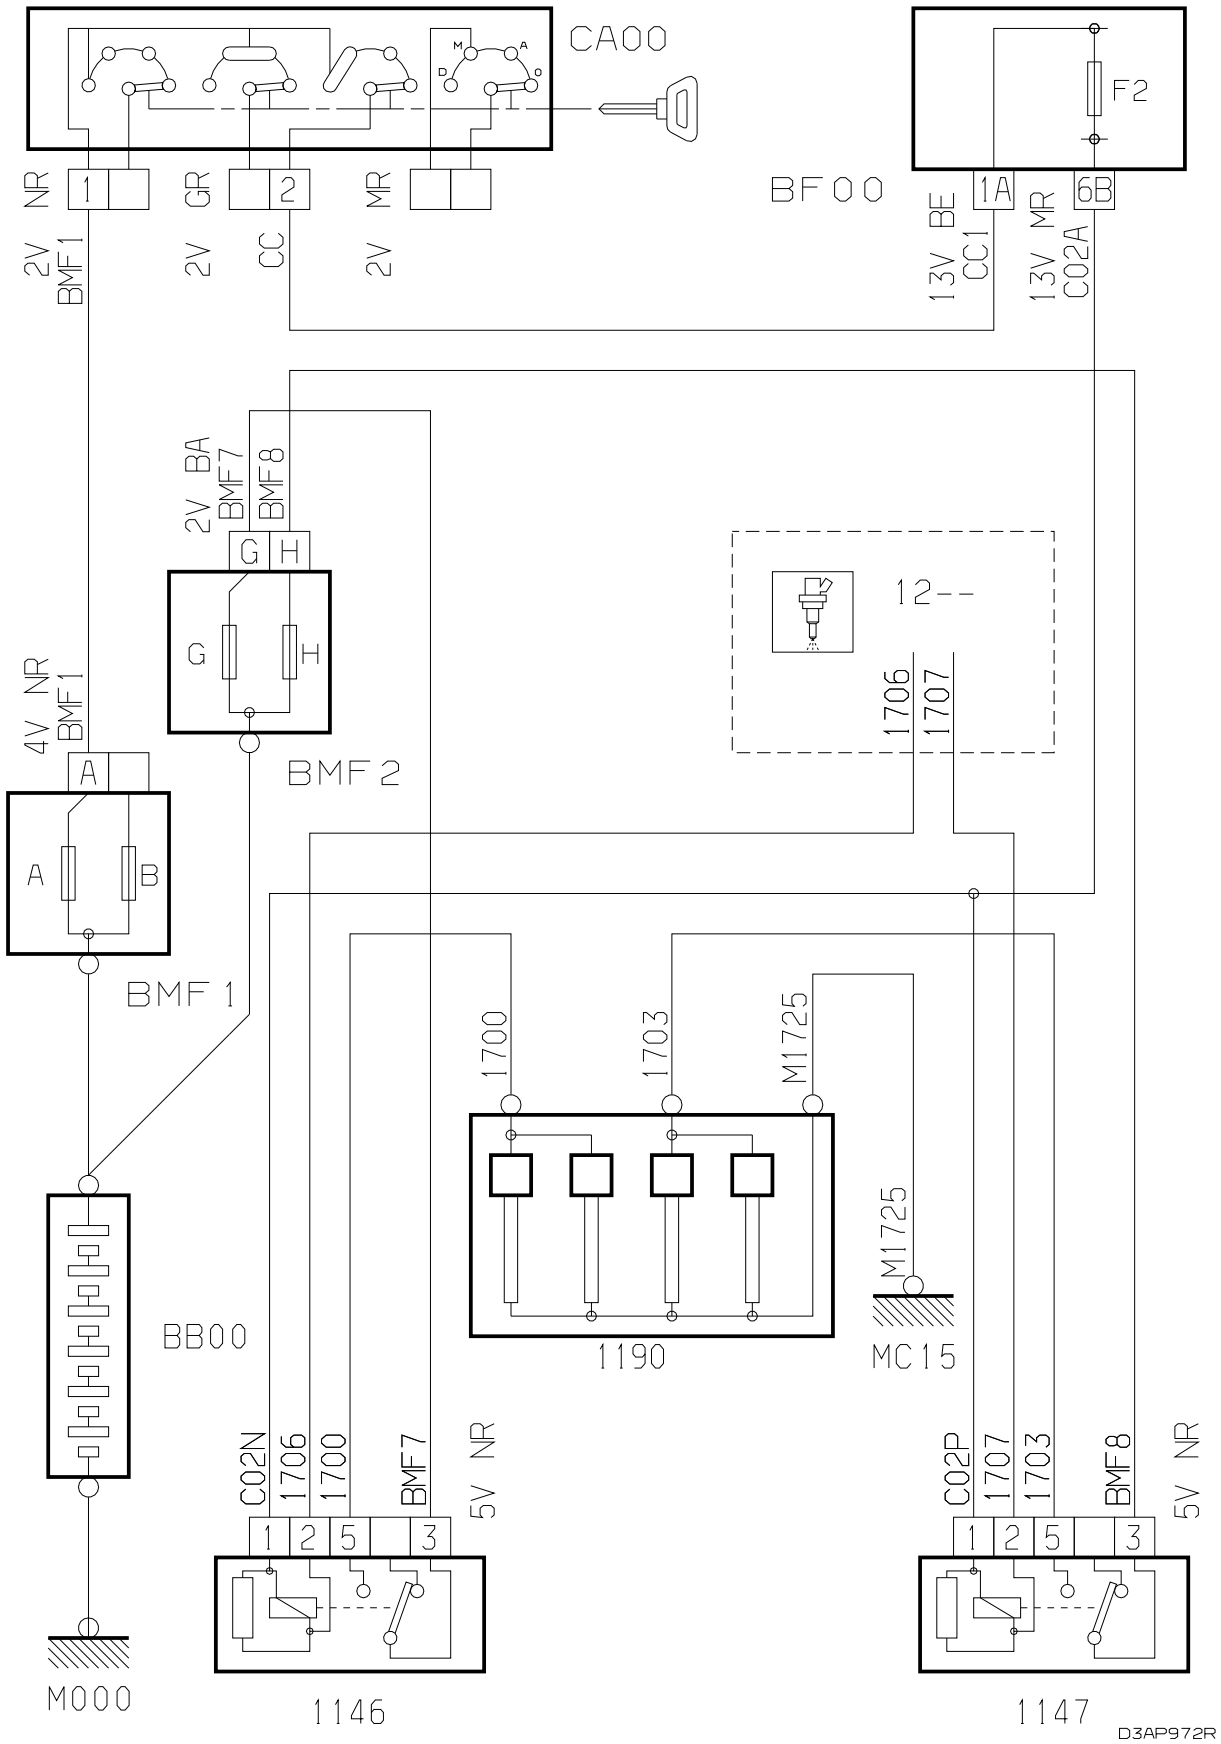 CA00
M
A
D
O
F2
BF00
1
2
1A
6B
2V NR
BMF1
2V GR
CC
2V MR
13V BE
CC1
13V MR
C02A
2V BA
BMF7
BMF8
G
H
G
H
BMF2
12--
1706
1707
4V NR
BMF1
A
A
B
BMF1
1700
1703
M1725
M1725
1190
MC15
BB00
M000
C02N
1706
1700
BMF7
5V NR
1
2
5
3
1146
C02P
1707
1703
BMF8
5V NR
1
2
5
3
1147
D3AP972R